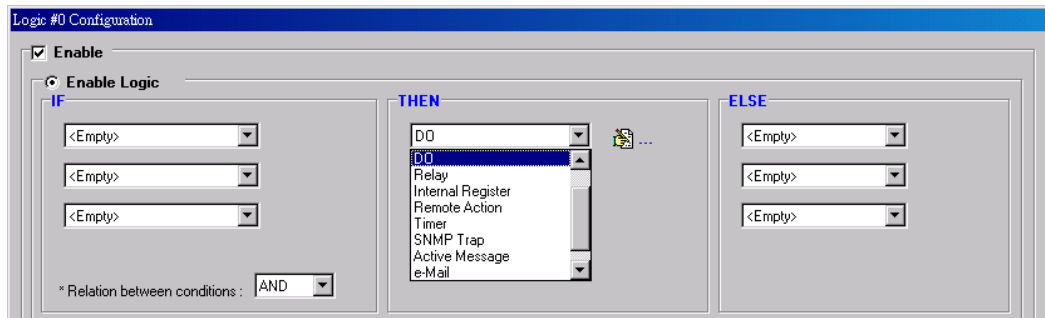 Logic #0 Configuration
Enable
Enable Logic
IF
<Empty>
<Empty>
<Empty>
* Relation between conditions : AND
THEN
DO
...
DO
Relay
Internal Register
Remote Action
Timer
SNMP Trap
Active Message
e-Mail
ELSE
<Empty>
<Empty>
<Empty>